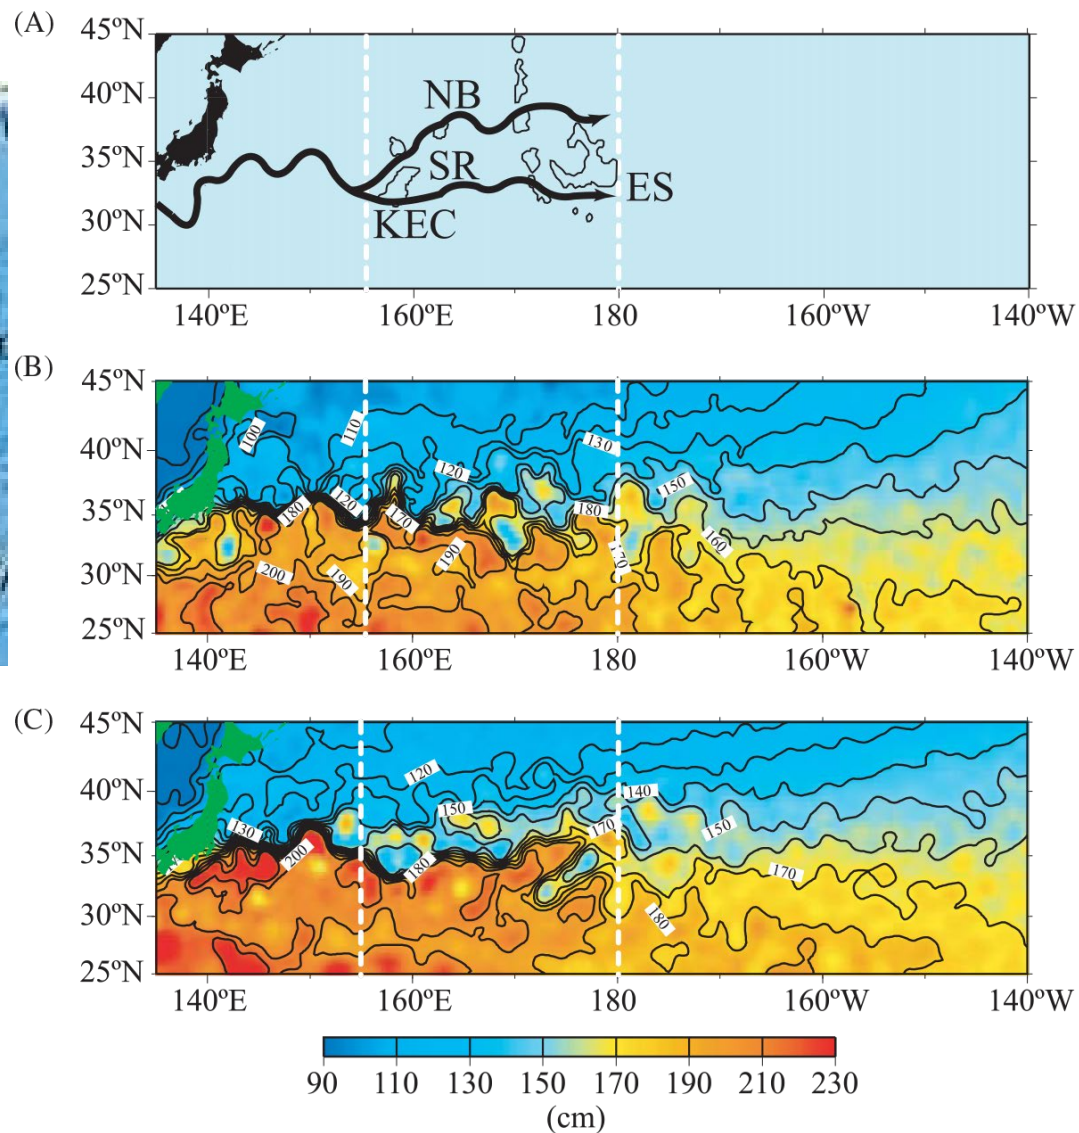 (A)
45ºN
40ºN
35ºN
30ºN
25ºN
NB
SR
KEC
ES
140ºE 160ºE 180 160ºW 140ºW
(B)
45ºN
40ºN
35ºN
30ºN
25ºN
100 110 130
120 150
180 120 170 180
190 160
200 190 170
140ºE 160ºE 180 160ºW 140ºW
(C)
45ºN
40ºN
35ºN
30ºN
25ºN
120
140
130 150 170 150
200 180 170
180
140ºE 160ºE 180 160ºW 140ºW
90 110 130 150 170 190 210 230
(cm)